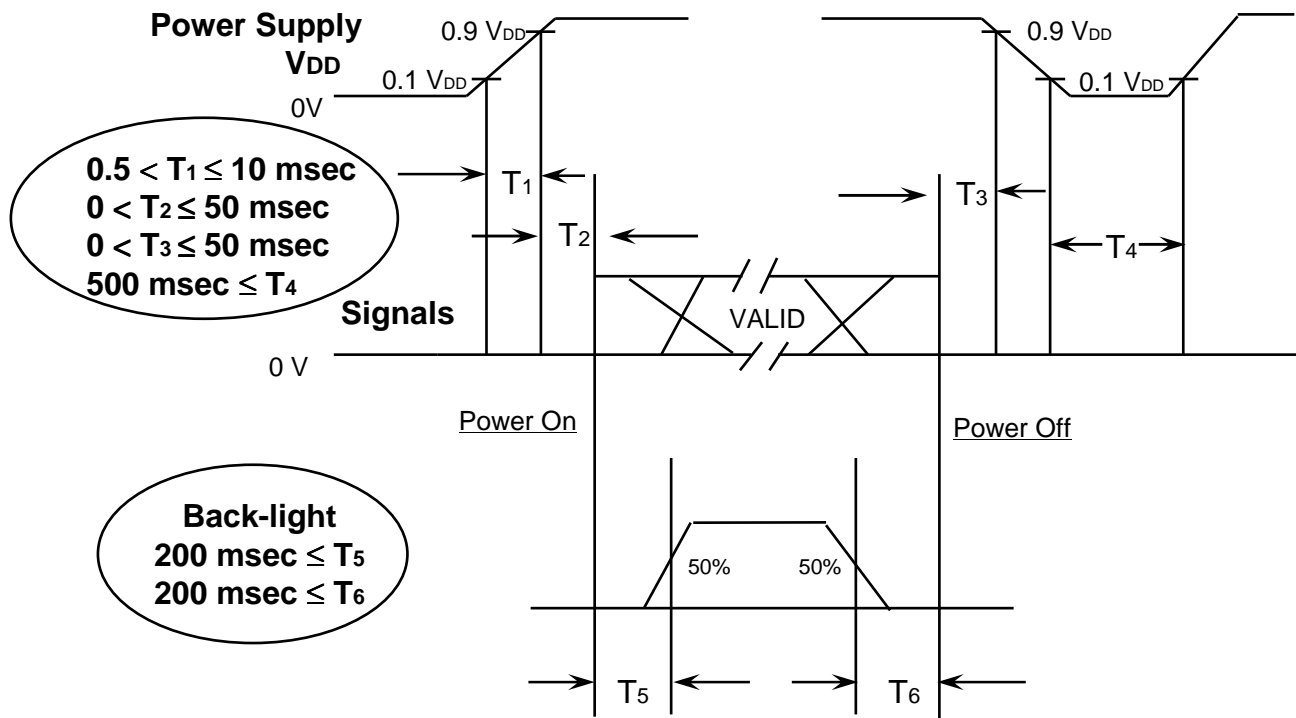 Power Supply
VDD
0.9 VDD
0.1 VDD
0V
0.9 VDD
0.1 VDD
0.5 < T1 ≤ 10 msec
0 < T2 ≤ 50 msec
0 < T3 ≤ 50 msec
500 msec ≤ T4
T1
T2
T3
T4
Signals
VALID
0 V
Power On
Power Off
Back-light
200 msec ≤ T5
200 msec ≤ T6
50%
50%
T5
T6